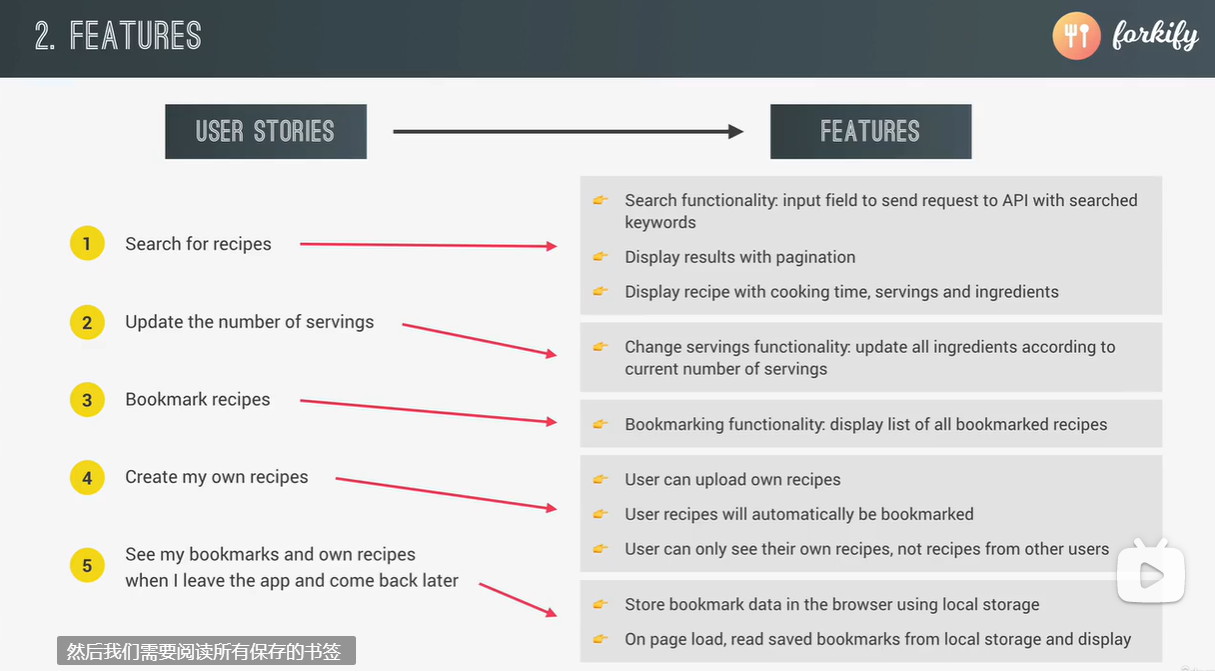 2. FEATURES
forkify
USER STORIES
FEATURES
1
Search for recipes
Search functionality: input field to send request to API with searched
keywords
Display results with pagination
Display recipe with cooking time, servings and ingredients
2
Update the number of servings
Change servings functionality: update all ingredients according to
current number of servings
3
Bookmark recipes
Bookmarking functionality: display list of all bookmarked recipes
4
Create my own recipes
User can upload own recipes
User recipes will automatically be bookmarked
User can only see their own recipes, not recipes from other users
5
See my bookmarks and own recipes
when I leave the app and come back later
Store bookmark data in the browser using local storage
On page load, read saved bookmarks from local storage and display
然后我们需要阅读所有保存的书签